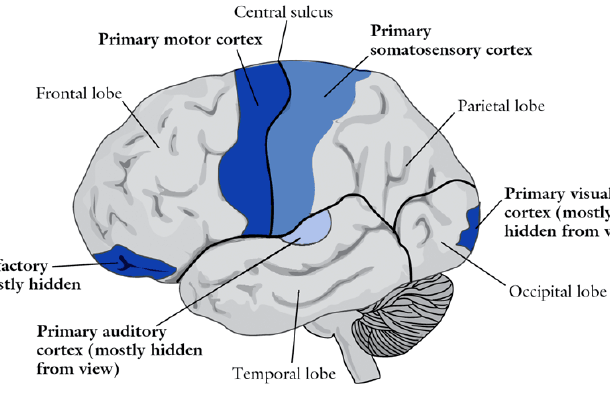 Central sulcus
Primary motor cortex
Primary
somatosensory cortex
Frontal lobe
Parietal lobe
Primary visual
cortex (mostly
hidden from
factory
stly hidden
Occipital lobe
Primary auditory
cortex (mostly hidden
from view)
Temporal lobe